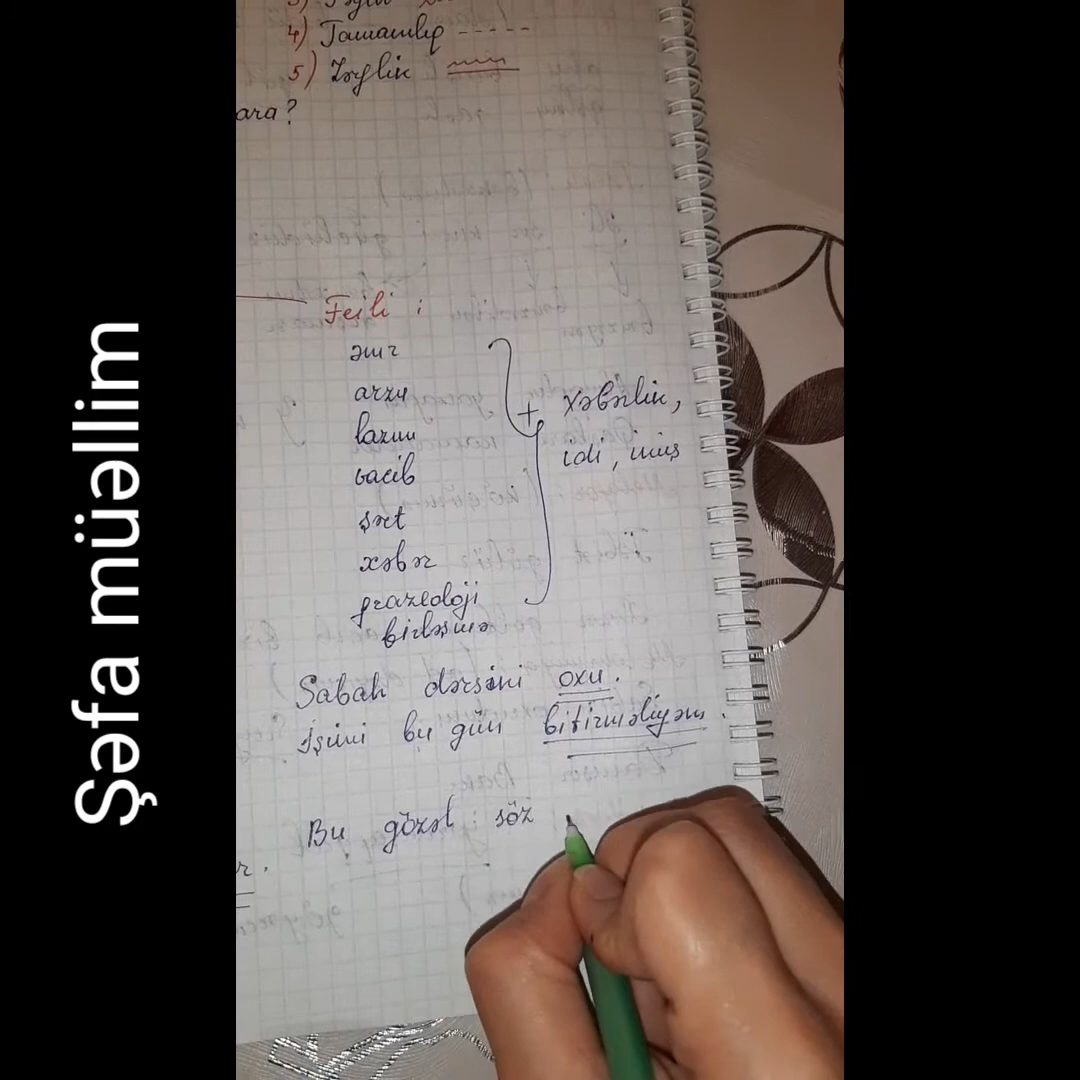 4) Tamamlıq -----
5) Zərflik
ara?
Feili :
əmr
arzu
lazım
vacib
şərt
xəbər
frazeoloji
birləşmə
+ xəbərlik,
idi, imiş
Sabah dərsini oxu.
İşimi bu gün bitirməliyəm.
Bu gözəl söz
r.
Şəfa müəllim